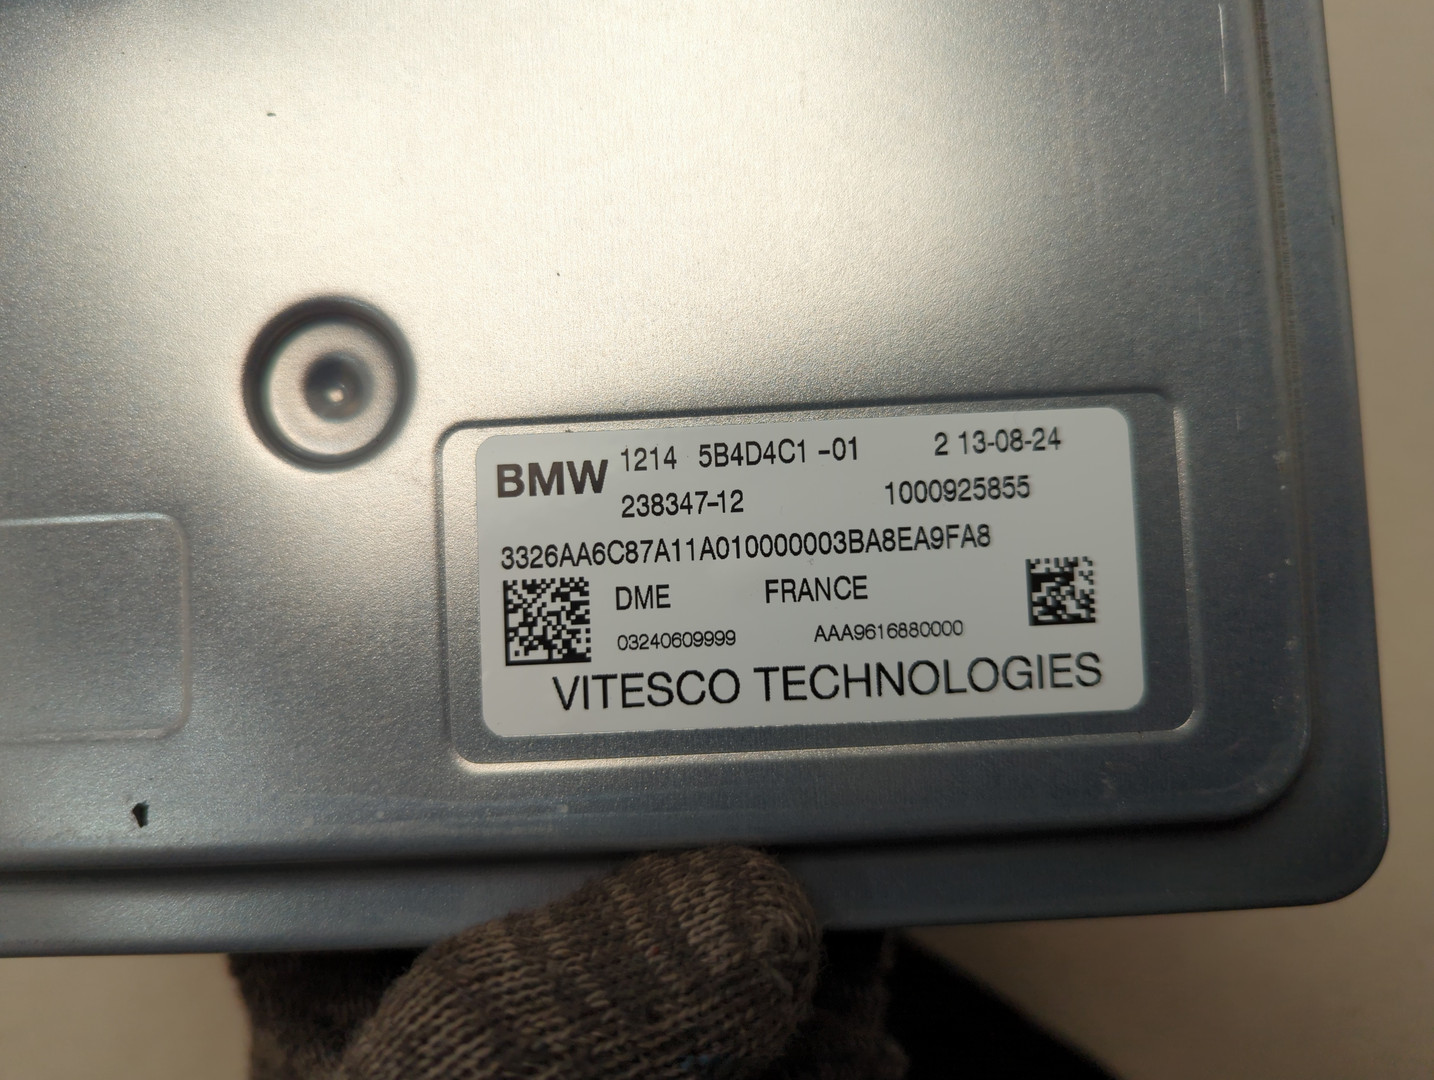 BMW 1214 5B4D4C1 -01 2 13-08-24
238347-12 1000925855
3326AA6C87A11A010000003BA8EA9FA8
DME FRANCE
03240609999 AAA9616880000
VITESCO TECHNOLOGIES